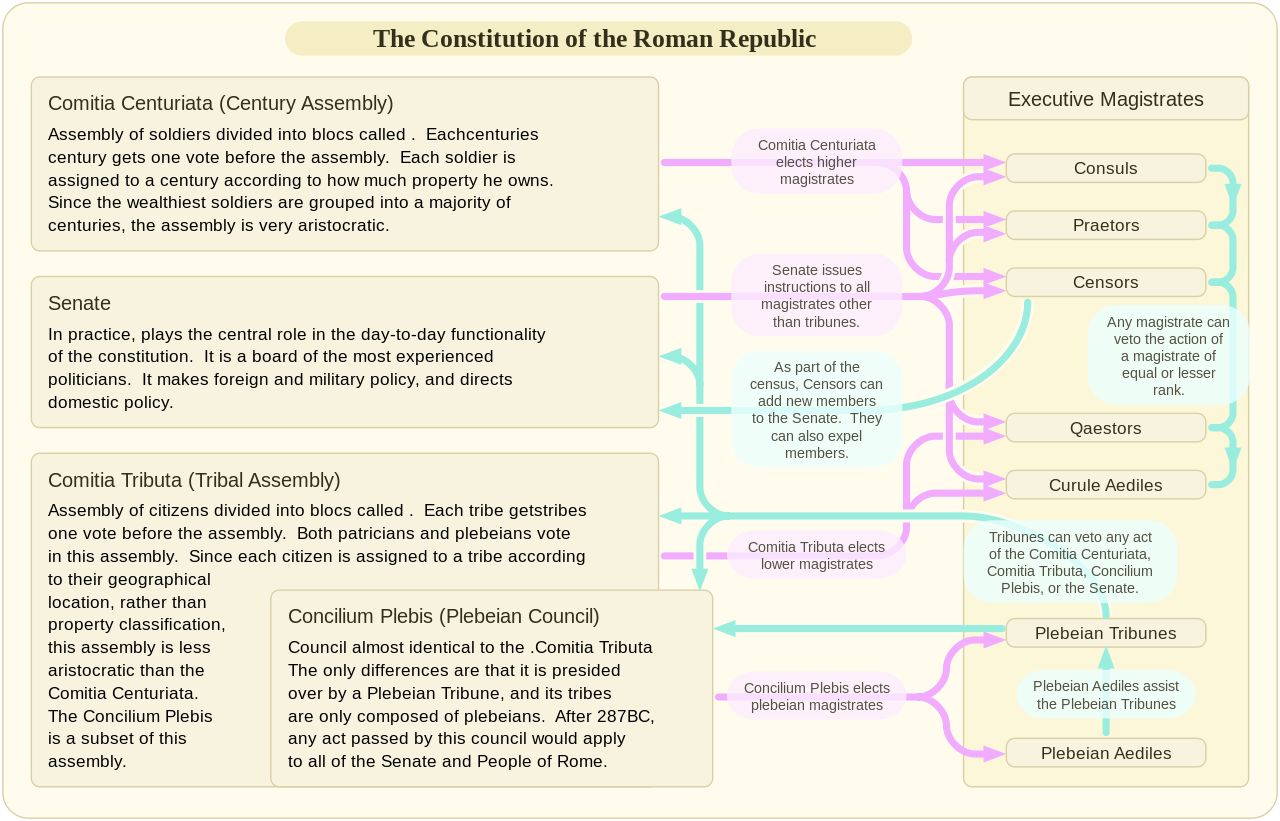 The Constitution of the Roman Republic
Comitia Centuriata (Century Assembly)
Assembly of soldiers divided into blocs called .  Eachcenturies
century gets one vote before the assembly.  Each soldier is
assigned to a century according to how much property he owns.
Since the wealthiest soldiers are grouped into a majority of
centuries, the assembly is very aristocratic.
Senate
In practice, plays the central role in the day-to-day functionality
of the constitution.  It is a board of the most experienced
politicians.  It makes foreign and military policy, and directs
domestic policy.
Comitia Tributa (Tribal Assembly)
Assembly of citizens divided into blocs called .  Each tribe getstribes
one vote before the assembly.  Both patricians and plebeians vote
in this assembly.  Since each citizen is assigned to a tribe according
to their geographical
location, rather than
property classification,
this assembly is less
aristocratic than the
Comitia Centuriata.
The Concilium Plebis
is a subset of this
assembly.
Concilium Plebis (Plebeian Council)
Council almost identical to the .Comitia Tributa
The only differences are that it is presided
over by a Plebeian Tribune, and its tribes
are only composed of plebeians.  After 287BC,
any act passed by this council would apply
to all of the Senate and People of Rome.
Comitia Centuriata
elects higher
magistrates
Senate issues
instructions to all
magistrates other
than tribunes.
As part of the
census, Censors can
add new members
to the Senate.  They
can also expel
members.
Comitia Tributa elects
lower magistrates
Concilium Plebis elects
plebeian magistrates
Executive Magistrates
Consuls
Praetors
Censors
Any magistrate can
veto the action of
a magistrate of
equal or lesser
rank.
Qaestors
Curule Aediles
Tribunes can veto any act
of the Comitia Centuriata,
Comitia Tributa, Concilium
Plebis, or the Senate.
Plebeian Tribunes
Plebeian Aediles assist
the Plebeian Tribunes
Plebeian Aediles